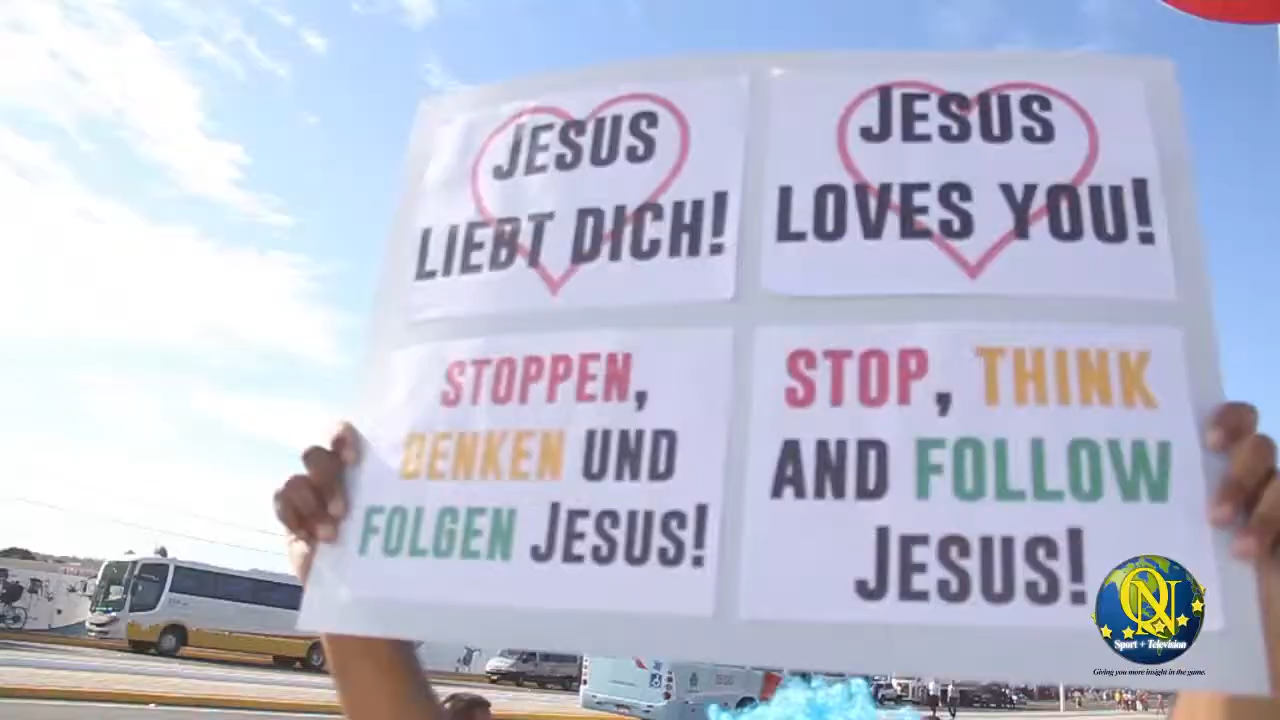 JESUS
LIEBT DICH!
JESUS
LOVES YOU!
STOPPEN,
DENKEN UND
FOLGEN JESUS!
STOP, THINK
AND FOLLOW
JESUS!
QN
Sport + Television
Giving you more insight in the game.